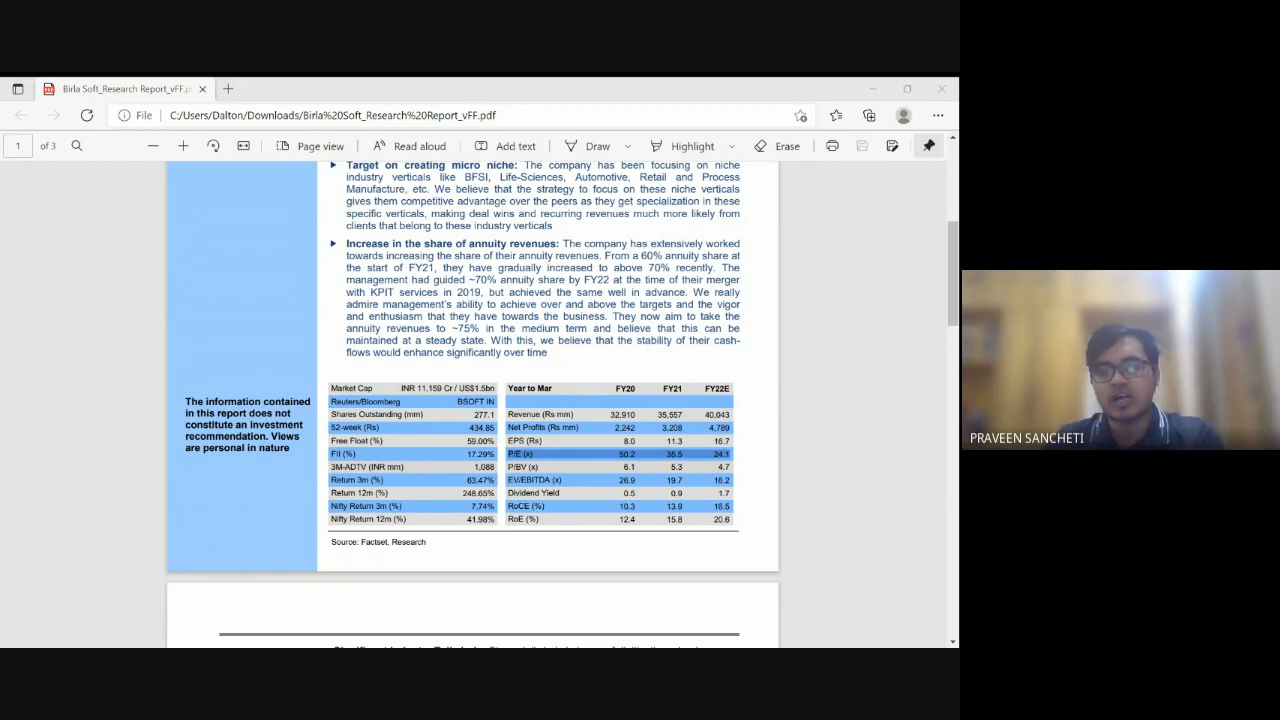 Birla Soft_Research Report_vFF.p
File C:/Users/Dalton/Downloads/Birla%20Soft_Research%20Report_vFF.pdf
1 of 3 Page view Read aloud Add text Draw Highlight Erase
Target on creating micro niche: The company has been focusing on niche
industry verticals like BFSI, Life-Sciences, Automotive, Retail and Process
Manufacture, etc. We believe that the strategy to focus on these niche verticals
gives them competitive advantage over the peers as they get specialization in these
specific verticals, making deal wins and recurring revenues much more likely from
clients that belong to these industry verticals
Increase in the share of annuity revenues: The company has extensively worked
towards increasing the share of their annuity revenues. From a 60% annuity share at
the start of FY21, they have gradually increased to above 70% recently. The
management had guided ~70% annuity share by FY22 at the time of their merger
with KPIT services in 2019, but achieved the same well in advance. We really
admire management's ability to achieve over and above the targets and the vigor
and enthusiasm that they have towards the business. They now aim to take the
annuity revenues to ~75% in the medium term and believe that this can be
maintained at a steady state. With this, we believe that the stability of their cash-
flows would enhance significantly over time
The information contained
in this report does not
constitute an investment
recommendation. Views
are personal in nature
Market Cap INR 11,159 Cr / US$1.5bn
Reuters/Bloomberg BSOFT IN
Shares Outstanding (mm) 277.1
52-week (Rs) 434.85
Free Float (%) 59.00%
FII (%) 17.29%
3M-ADTV (INR mm) 1,088
Return 3m (%) 63.47%
Return 12m (%) 248.65%
Nifty Return 3m (%) 7.74%
Nifty Return 12m (%) 41.98%
Year to Mar FY20 FY21 FY22E
Revenue (Rs mm) 32,910 35,557 40,043
Net Profits (Rs mm) 2,242 3,208 4,789
EPS (Rs) 8.0 11.3 16.7
P/E (x) 50.2 35.5 24.1
P/BV (x) 6.1 5.3 4.7
EV/EBITDA (x) 26.9 19.7 16.2
Dividend Yield 0.5 0.9 1.7
RoCE (%) 10.3 13.9 16.5
RoE (%) 12.4 15.8 20.6
Source: Factset, Research
PRAVEEN SANCHETI